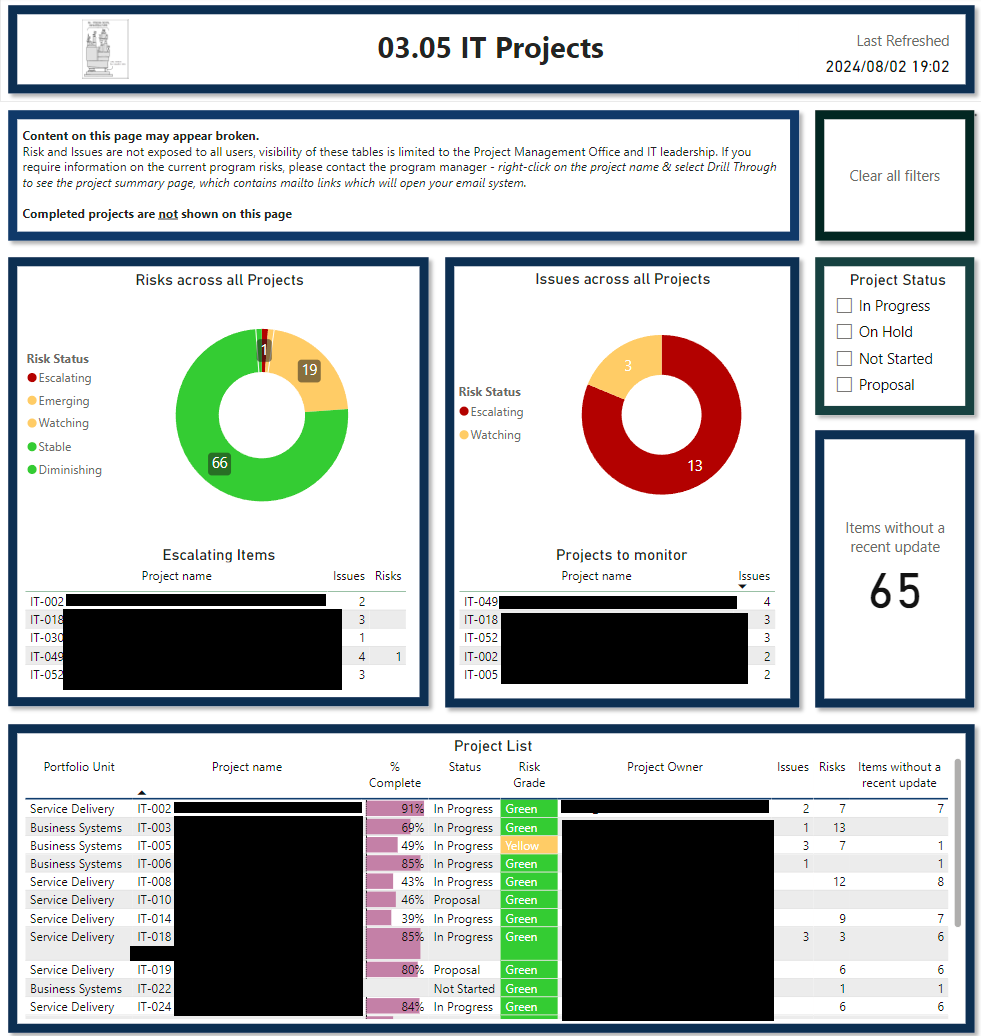 03.05 IT Projects
Last Refreshed
2024/08/02 19:02
Content on this page may appear broken.
Risk and Issues are not exposed to all users, visibility of these tables is limited to the Project Management Office and IT leadership. If you
require information on the current program risks, please contact the program manager - right-click on the project name & select Drill Through
to see the project summary page, which contains mailto links which will open your email system.
Completed projects are not shown on this page
Clear all filters
Risks across all Projects
Risk Status
Escalating
Emerging
Watching
Stable
Diminishing
1
19
66
Escalating Items
Project name Issues Risks
IT-002 2
IT-018 3
IT-030 1
IT-049 4 1
IT-052 3
Issues across all Projects
Risk Status
Escalating
Watching
3
13
Projects to monitor
Project name Issues
IT-049 4
IT-018 3
IT-052 3
IT-002 2
IT-005 2
Project Status
In Progress
On Hold
Not Started
Proposal
Items without a
recent update
65
Project List
Portfolio Unit Project name % Complete Status Risk Grade Project Owner Issues Risks Items without a recent update
Service Delivery IT-002 91% In Progress Green 2 7 7
Business Systems IT-003 69% In Progress Green 1 13
Business Systems IT-005 49% In Progress Yellow 3 7 1
Business Systems IT-006 85% In Progress Green 1 1
Service Delivery IT-008 43% In Progress Green 12 8
Service Delivery IT-010 46% Proposal Green
Service Delivery IT-014 39% In Progress Green 9 7
Service Delivery IT-018 85% In Progress Green 3 3 6
Service Delivery IT-019 80% Proposal Green 6 6
Business Systems IT-022 Not Started Green 1 1
Service Delivery IT-024 84% In Progress Green 6 6